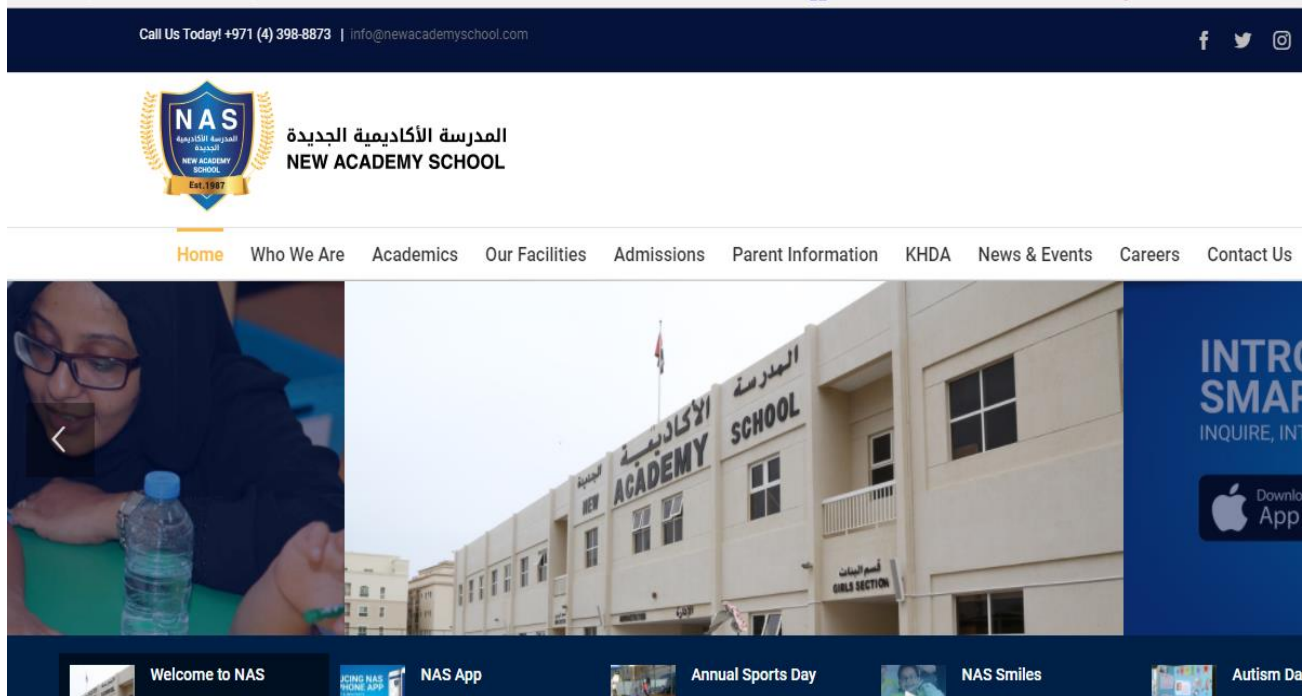 Call Us Today! +971 (4) 398-8873 | info@newacademyschool.com
NAS
المدرسة الأكاديمية
الجديدة
NEW ACADEMY
SCHOOL
Est.1987
المدرسة الأكاديمية الجديدة
NEW ACADEMY SCHOOL
Home Who We Are Academics Our Facilities Admissions Parent Information KHDA News & Events Careers Contact Us
المدرسة
الأكاديمية
الجديدة
NEW ACADEMY SCHOOL
قسم البنات
GIRLS SECTION
الإدارة
INTRO
SMAR
INQUIRE, INT
Downlo
App
Welcome to NAS
NAS App
Annual Sports Day
NAS Smiles
Autism Da